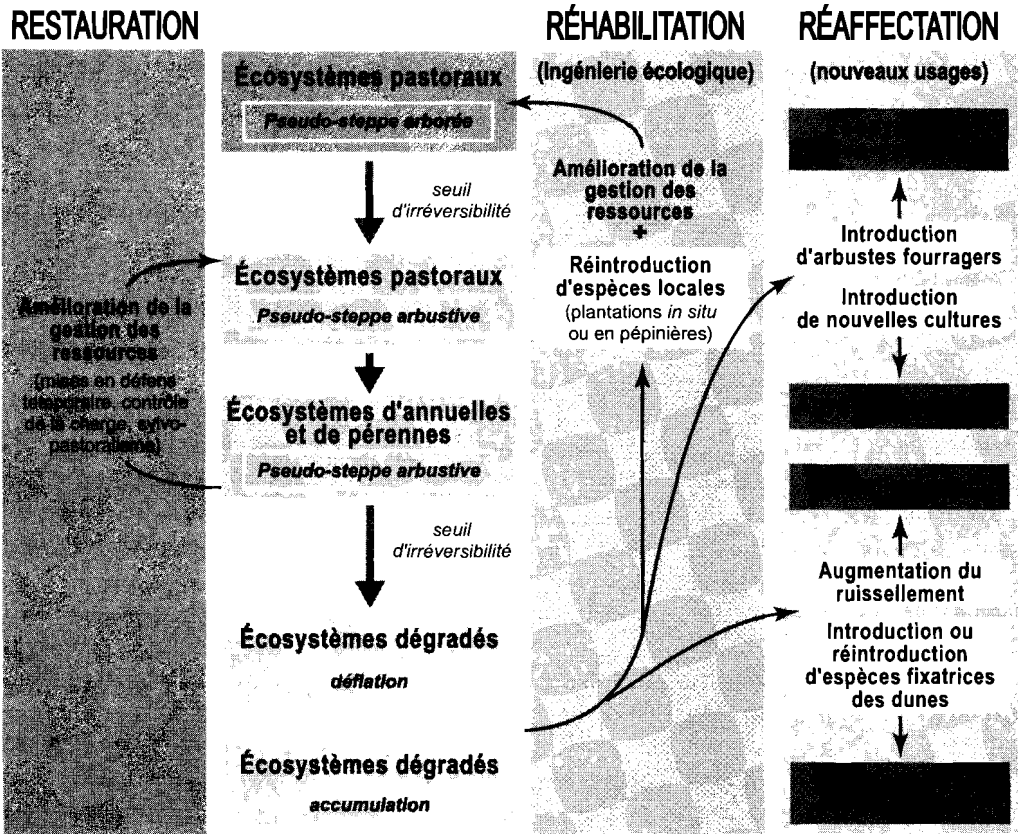 RESTAURATION
Amélioration de la
gestion des
ressources
(mises en défens
temporaire, contrôle
de la charge, sylvo-
pastoralisme)
Écosystèmes pastoraux
Pseudo-steppe arborée
seuil
d'irréversibilité
Écosystèmes pastoraux
Pseudo-steppe arbustive
Écosystèmes d'annuelles
et de pérennes
Pseudo-steppe arbustive
seuil
d'irréversibilité
Écosystèmes dégradés
déflation
Écosystèmes dégradés
accumulation
RÉHABILITATION
(Ingénierie écologique)
Amélioration de la
gestion des
ressources
+
Réintroduction
d'espèces locales
(plantations in situ
ou en pépinières)
RÉAFFECTATION
(nouveaux usages)
Introduction
d'arbustes fourragers
Introduction
de nouvelles cultures
Augmentation du
ruissellement
Introduction ou
réintroduction
d'espèces fixatrices
des dunes